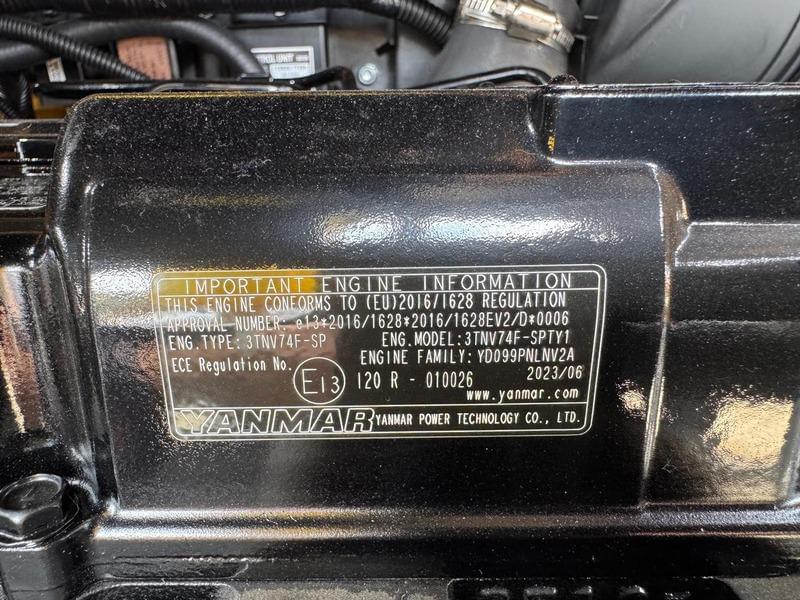 IMPORTANT ENGINE INFORMATION
THIS ENGINE CONFORMS TO (EU)2016/1628 REGULATION
APPROVAL NUMBER: e13*2016/1628*2016/1628EV2/D*0006
ENG.TYPE: 3TNV74F-SP ENG.MODEL: 3TNV74F-SPTY1
ENGINE FAMILY: YD099PNLNV2A
ECE Regulation No. E13 120 R - 010026 2023/06
www.yanmar.com
YANMAR YANMAR POWER TECHNOLOGY CO., LTD.